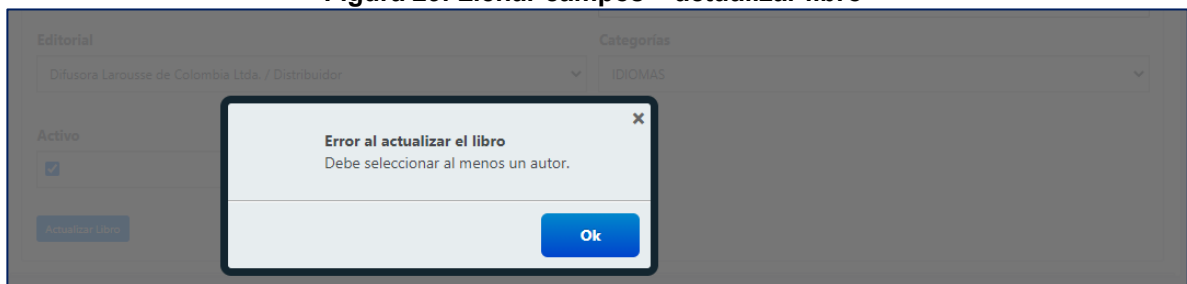 Editorial
Categorías
Difusora Larousse de Colombia Ltda. / Distribuidor
IDIOMAS
Activo
Error al actualizar el libro
Debe seleccionar al menos un autor.
Ok
Actualizar Libro